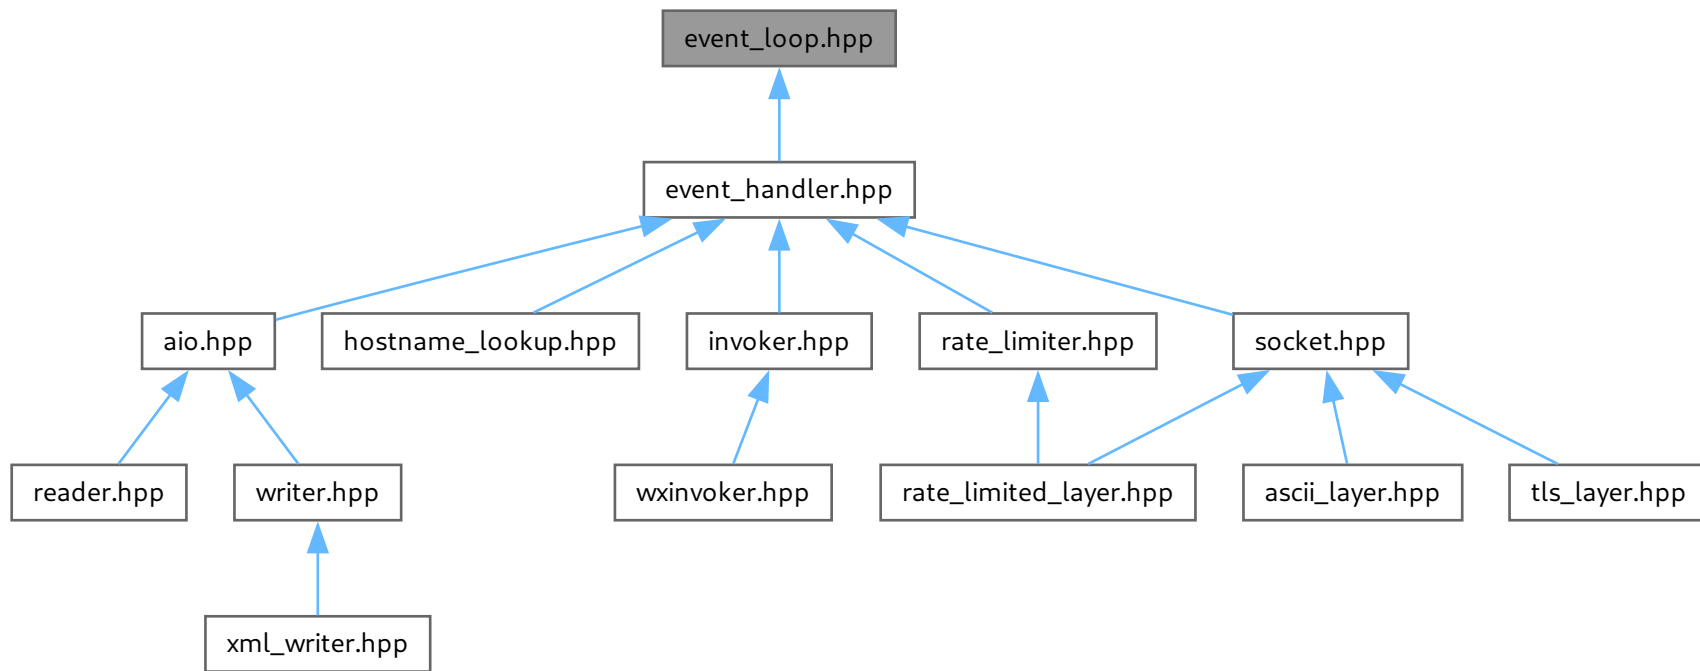 event_loop.hpp
event_handler.hpp
aio.hpp
hostname_lookup.hpp
invoker.hpp
rate_limiter.hpp
socket.hpp
reader.hpp
writer.hpp
wxinvoker.hpp
rate_limited_layer.hpp
ascii_layer.hpp
tls_layer.hpp
xml_writer.hpp